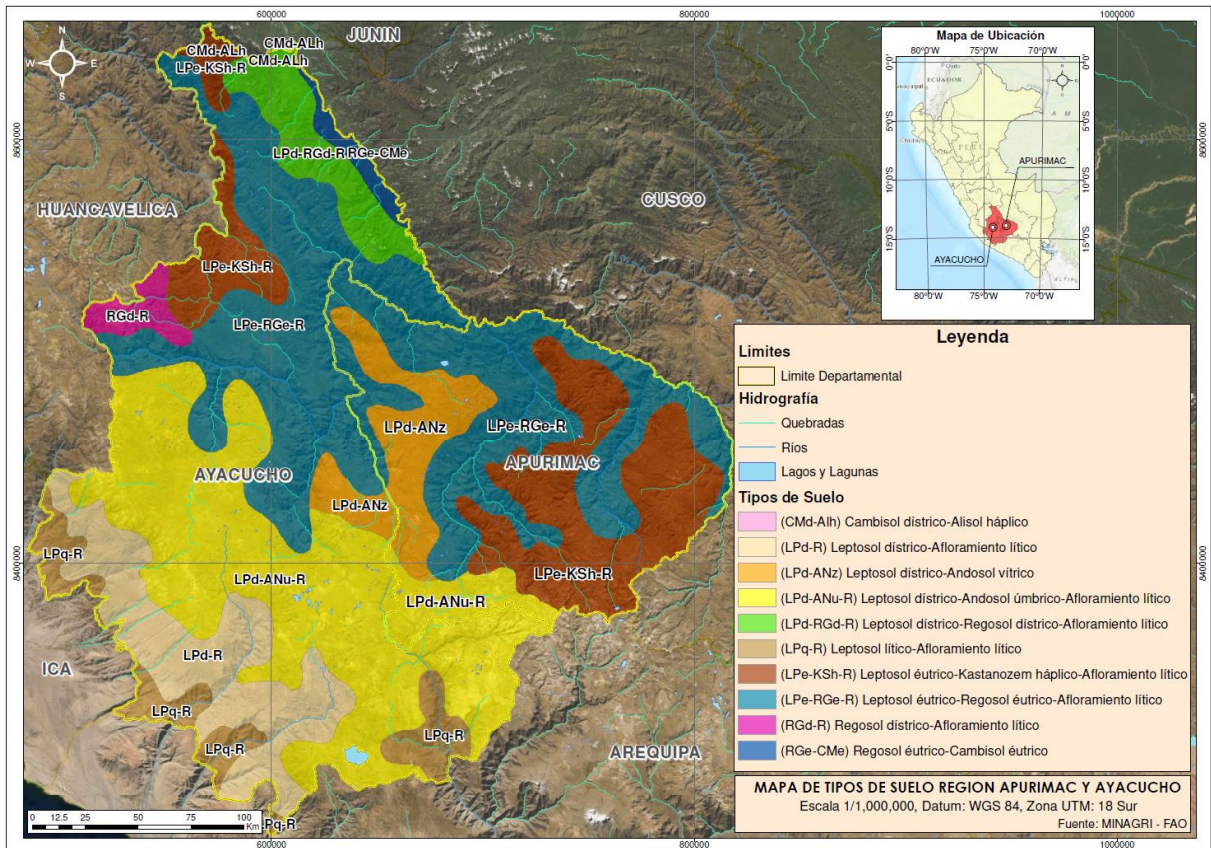 600000
800000
1000000
8600000
8400000
8600000
8400000
600000
800000
1000000
N
W
E
S
JUNIN
CMd-ALh
CMd-ALh
CMd-ALh
LPe-KSh-R
LPd-RGd-R
RGe-CMe
HUANCAVELICA
CUSCO
LPe-KSh-R
RGd-R
LPe-RGe-R
LPd-ANz
LPe-RGe-R
APURIMAC
AYACUCHO
LPd-ANz
LPq-R
LPd-ANu-R
LPe-KSh-R
LPd-ANu-R
ICA
LPd-R
LPq-R
LPq-R
LPq-R
AREQUIPA
LPq-R
0 12.5 25 50 75 100
Km
Mapa de Ubicación
80°0'W 75°0'W 70°0'W
0°
0°
5°0'S
5°0'S
10°0'S
10°0'S
15°0'S
15°0'S
ECUADOR
PERÚ
A M
APURIMAC
AYACUCHO
80°0'W 75°0'W 70°0'W
Leyenda
Limites
Limite Departamental
Hidrografía
Quebradas
Ríos
Lagos y Lagunas
Tipos de Suelo
(CMd-Alh) Cambisol dístrico-Alisol háplico
(LPd-R) Leptosol dístrico-Afloramiento lítico
(LPd-ANz) Leptosol dístrico-Andosol vítrico
(LPd-ANu-R) Leptosol dístrico-Andosol úmbrico-Afloramiento lítico
(LPd-RGd-R) Leptosol dístrico-Regosol dístrico-Afloramiento lítico
(LPq-R) Leptosol lítico-Afloramiento lítico
(LPe-KSh-R) Leptosol éutrico-Kastanozem háplico-Afloramiento lítico
(LPe-RGe-R) Leptosol éutrico-Regosol éutrico-Afloramiento lítico
(RGd-R) Regosol dístrico-Afloramiento lítico
(RGe-CMe) Regosol éutrico-Cambisol éutrico
MAPA DE TIPOS DE SUELO REGION APURIMAC Y AYACUCHO
Escala 1/1,000,000, Datum: WGS 84, Zona UTM: 18 Sur
Fuente: MINAGRI - FAO